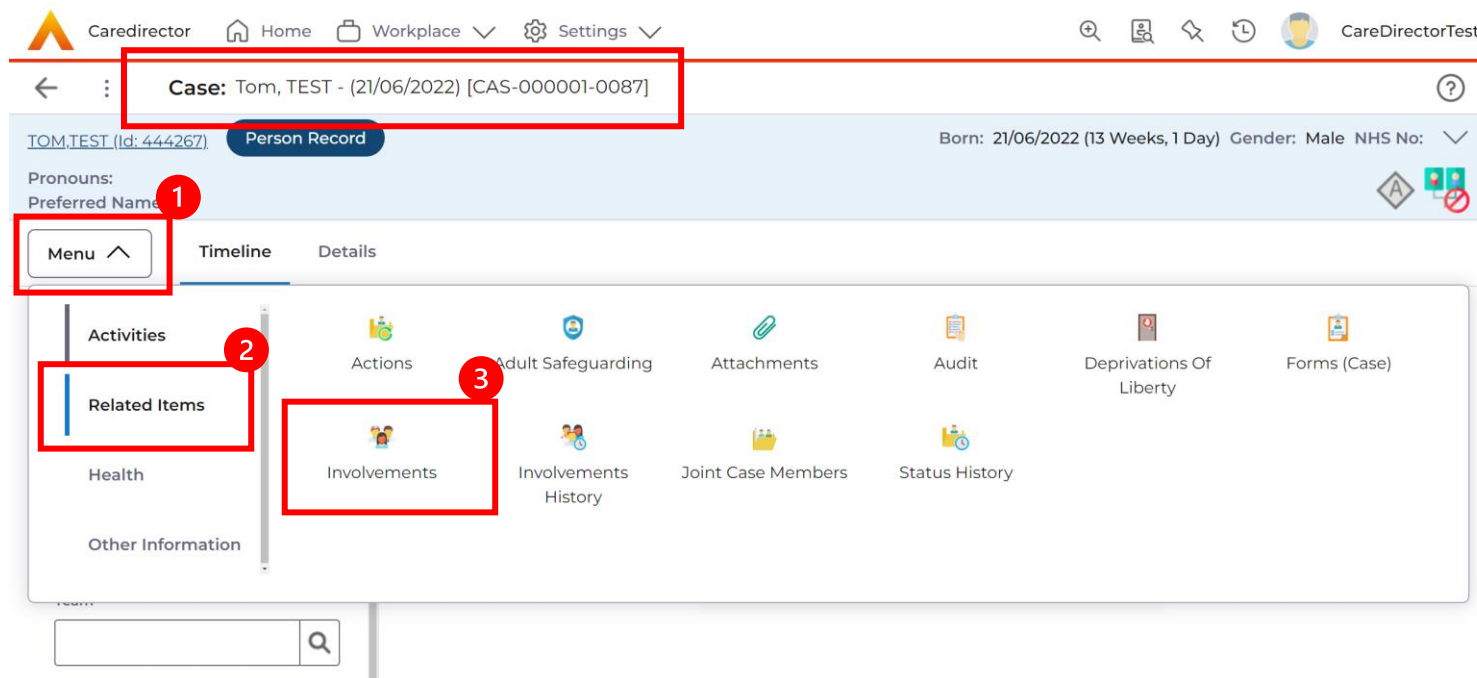 Caredirector Home Workplace Settings CareDirectorTest
Case: Tom, TEST - (21/06/2022) [CAS-000001-0087]
TOM,TEST (Id: 444267) Person Record Born: 21/06/2022 (13 Weeks, 1 Day) Gender: Male NHS No:
Pronouns:
A
Preferred Name
1
Menu Timeline Details
Activities
2
Actions Adult Safeguarding Attachments Audit Deprivations Of Forms (Case)
Liberty
3
Related Items
Involvements Involvements Joint Case Members Status History
History
Health
Other Information
Team